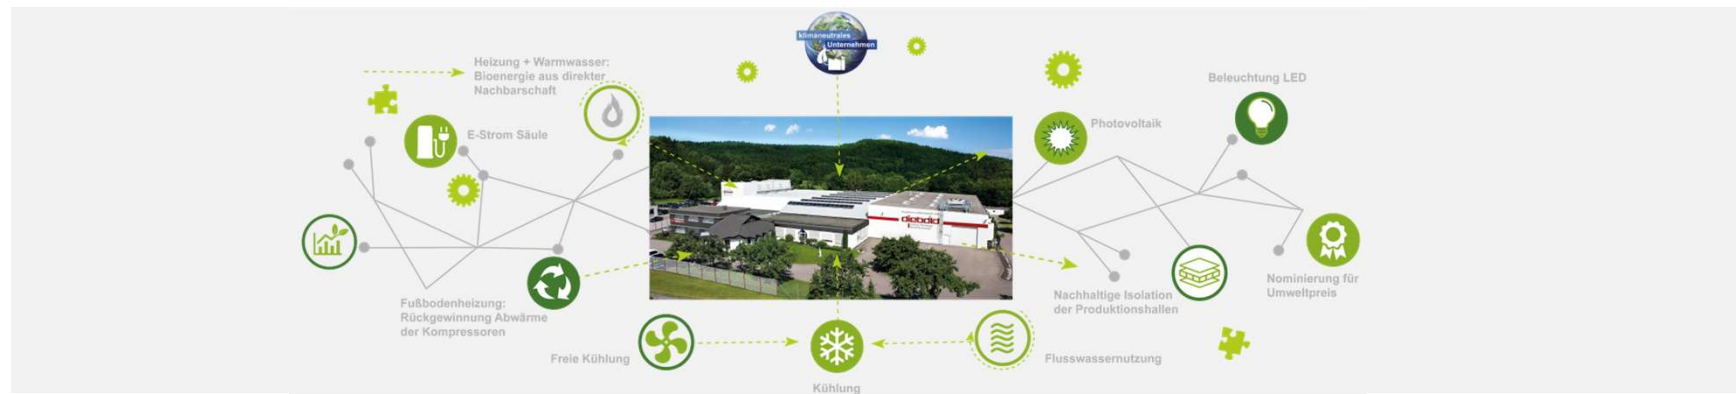 klimaneutrales
Unternehmen
Heizung + Warmwasser:
Bioenergie aus direkter
Nachbarschaft
E-Strom Säule
Beleuchtung LED
Photovoltaik
diebold
Fußbodenheizung:
Rückgewinnung Abwärme
der Kompressoren
Nachhaltige Isolation
der Produktionshallen
Nominierung für
Umweltpreis
Freie Kühlung
Flusswassernutzung
Kühlung